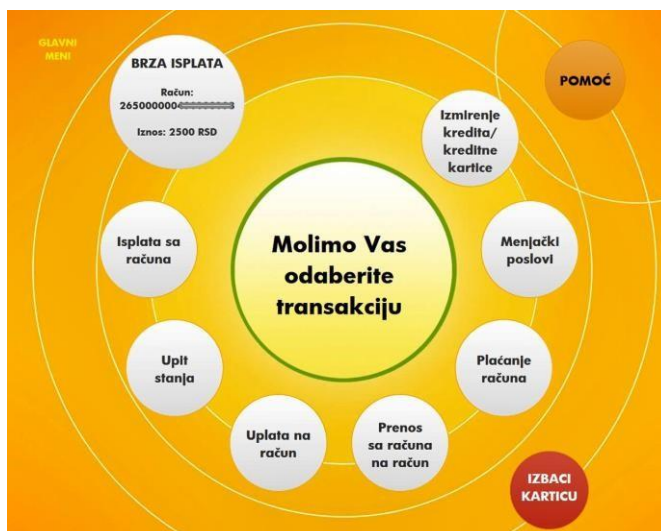 GLAVNI
MENI
BRZA ISPLATA
Račun:
Iznos: 2500 RSD
POMOĆ
Izmirenje
kredita/
kreditne
kartice
Isplata sa
računa
Molimo Vas
odaberite
transakciju
Menjački
poslovi
Upit
stanja
Plaćanje
računa
Uplata na
račun
Prenos
sa računa
na račun
IZBACI
KARTICU